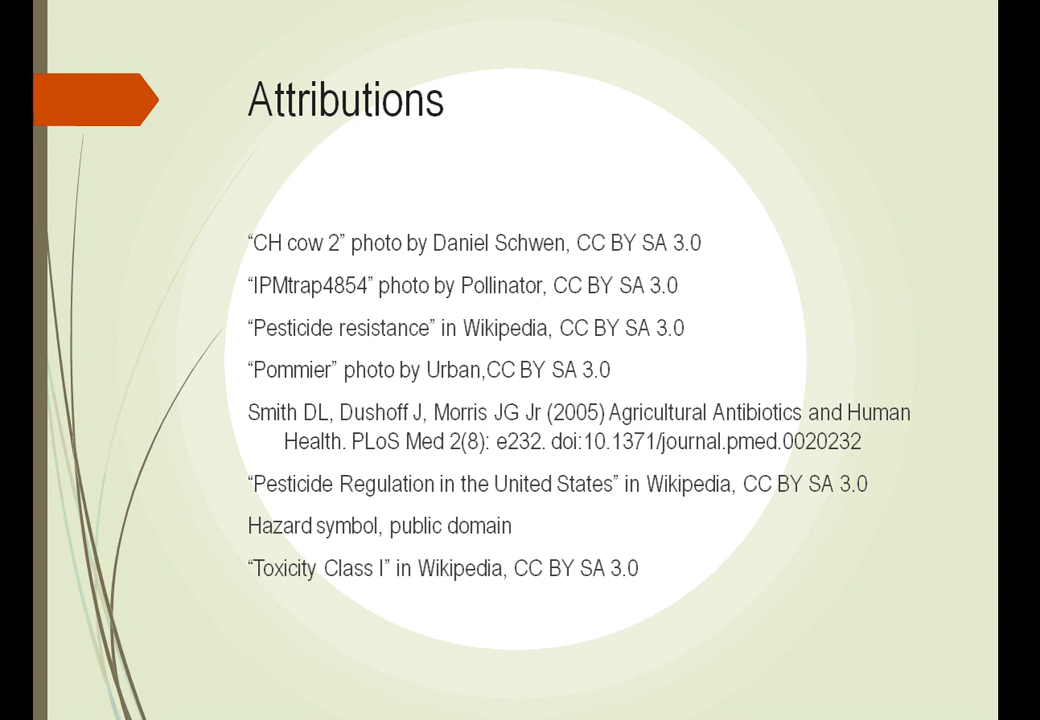 Attributions
“CH cow 2” photo by Daniel Schwen, CC BY SA 3.0
“IPMtrap4854” photo by Pollinator, CC BY SA 3.0
“Pesticide resistance” in Wikipedia, CC BY SA 3.0
“Pommier” photo by Urban,CC BY SA 3.0
Smith DL, Dushoff J, Morris JG Jr (2005) Agricultural Antibiotics and Human
Health. PLoS Med 2(8): e232. doi:10.1371/journal.pmed.0020232
“Pesticide Regulation in the United States” in Wikipedia, CC BY SA 3.0
Hazard symbol, public domain
“Toxicity Class I” in Wikipedia, CC BY SA 3.0